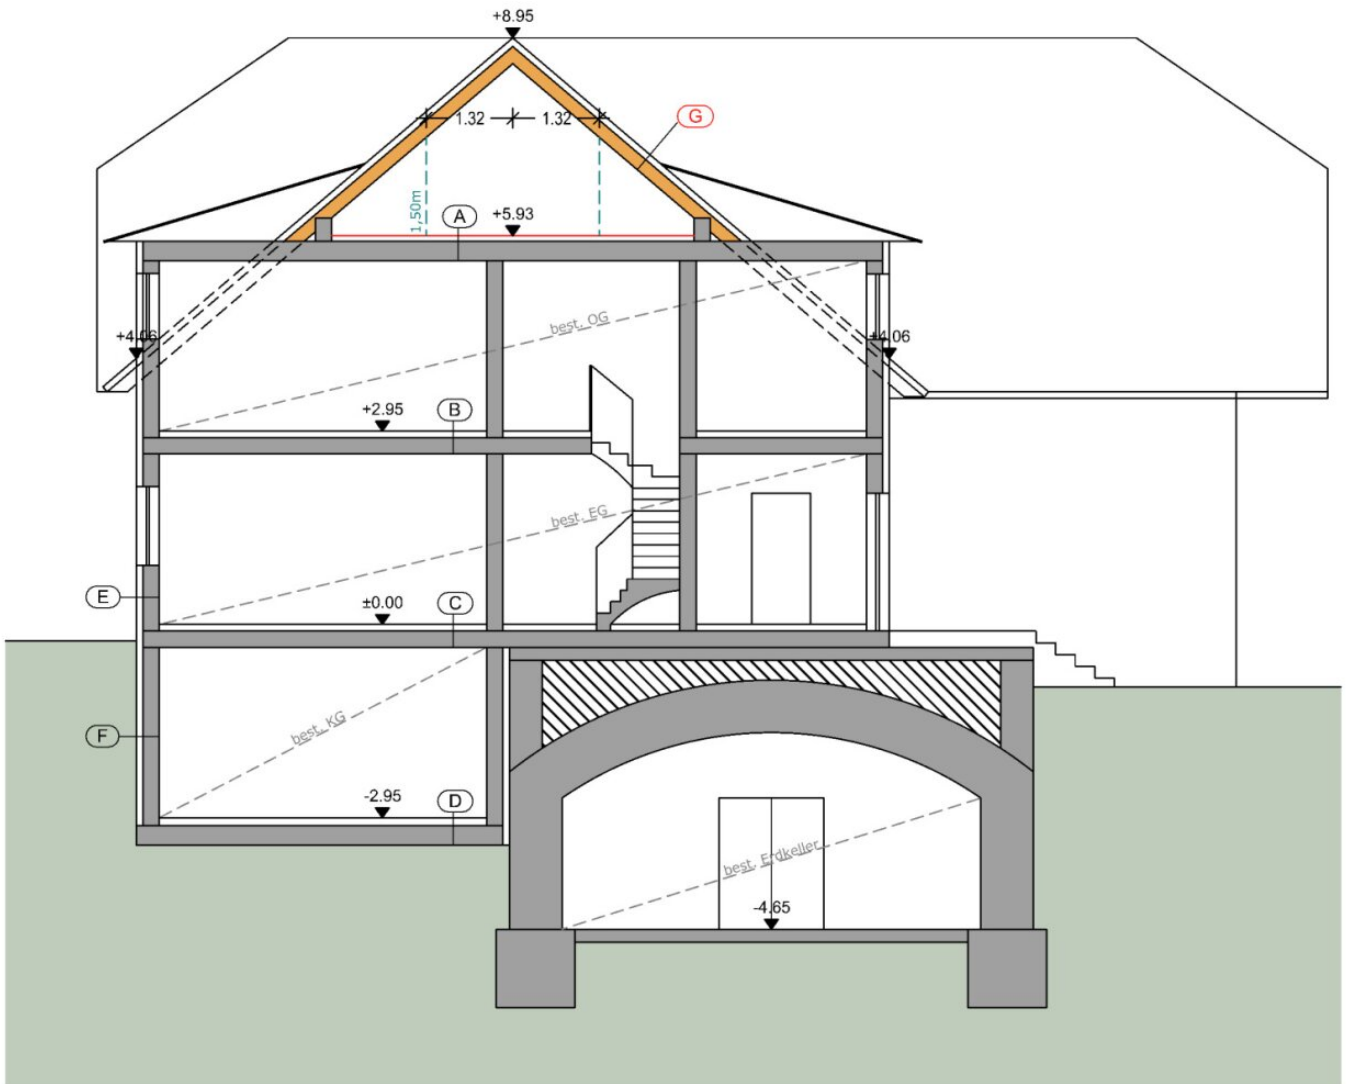 +8.95
1.32
1.32
G
1,50m
A
+5.93
best. OG
+4.06
+4.06
+2.95
B
best. EG
E
±0.00
C
F
best. KG
-2.95
D
best. Erdkeller
-4.65